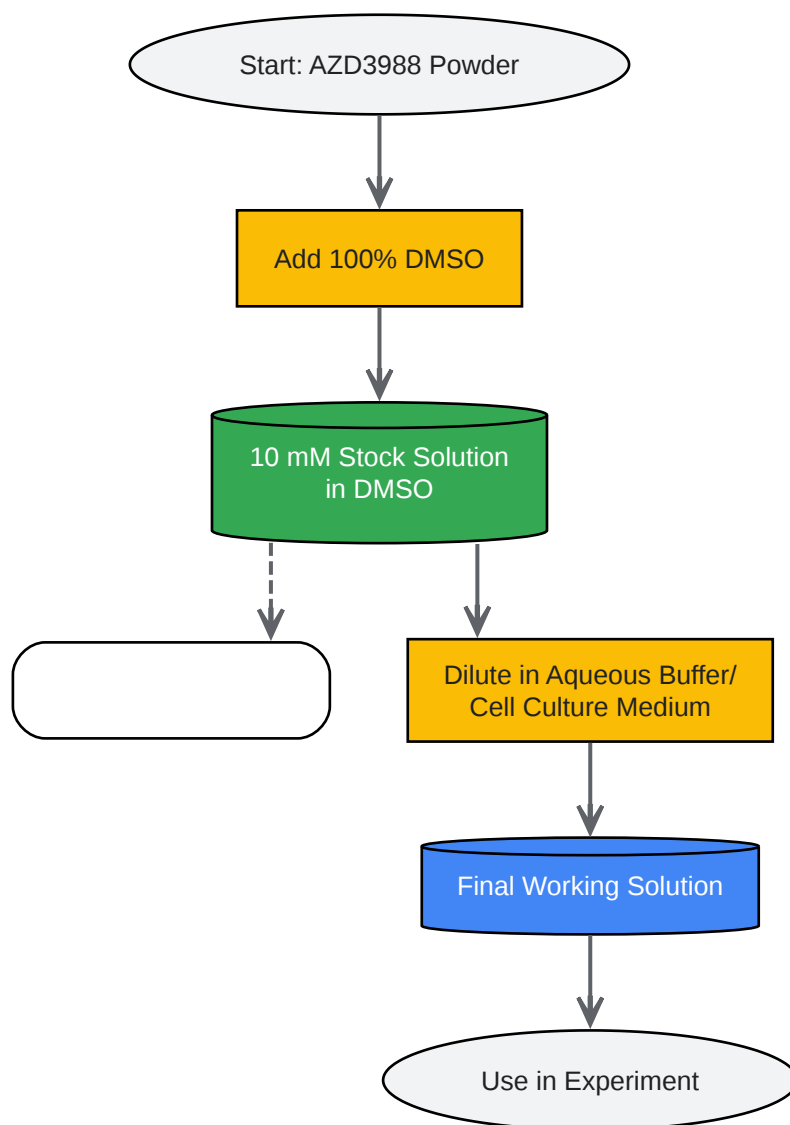 Start: AZD3988 Powder
Add 100% DMSO
10 mM Stock Solution
in DMSO
Dilute in Aqueous Buffer/
Cell Culture Medium
Final Working Solution
Use in Experiment